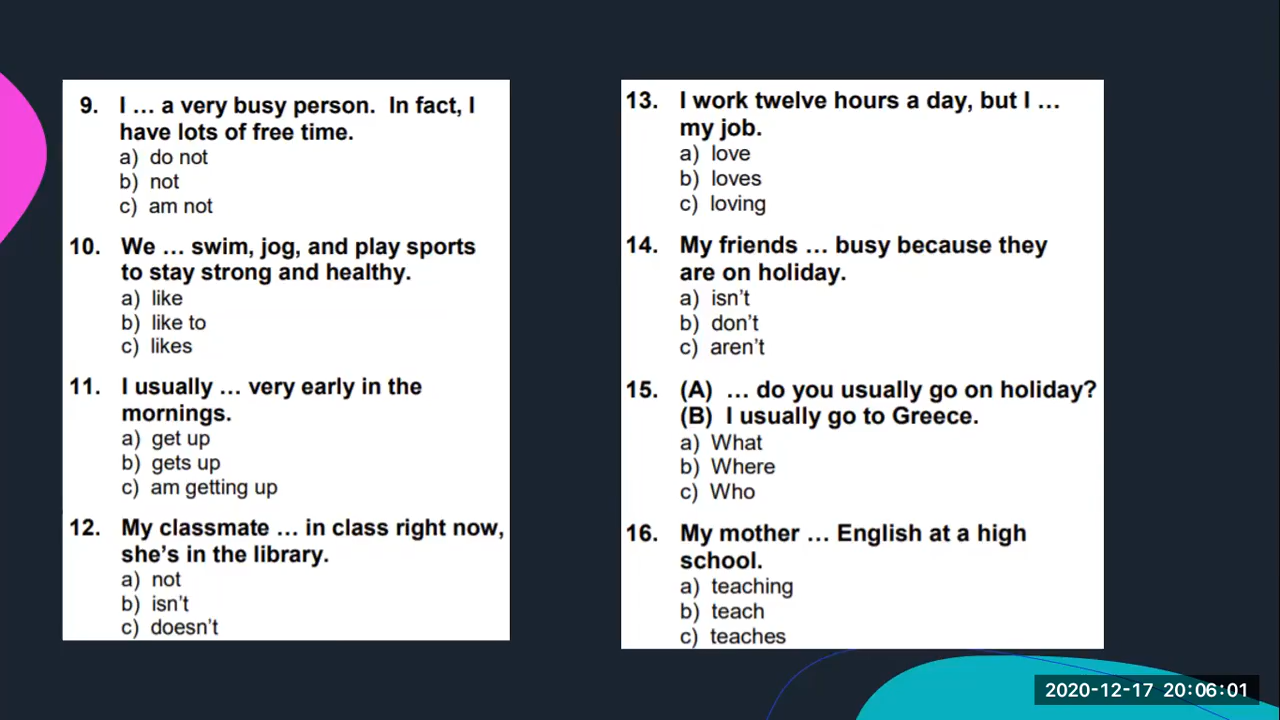 9. I … a very busy person. In fact, I
have lots of free time.
a) do not
b) not
c) am not
10. We … swim, jog, and play sports
to stay strong and healthy.
a) like
b) like to
c) likes
11. I usually … very early in the
mornings.
a) get up
b) gets up
c) am getting up
12. My classmate … in class right now,
she’s in the library.
a) not
b) isn’t
c) doesn’t
13. I work twelve hours a day, but I …
my job.
a) love
b) loves
c) loving
14. My friends … busy because they
are on holiday.
a) isn’t
b) don’t
c) aren’t
15. (A) … do you usually go on holiday?
(B) I usually go to Greece.
a) What
b) Where
c) Who
16. My mother … English at a high
school.
a) teaching
b) teach
c) teaches
2020-12-17 20:06:01